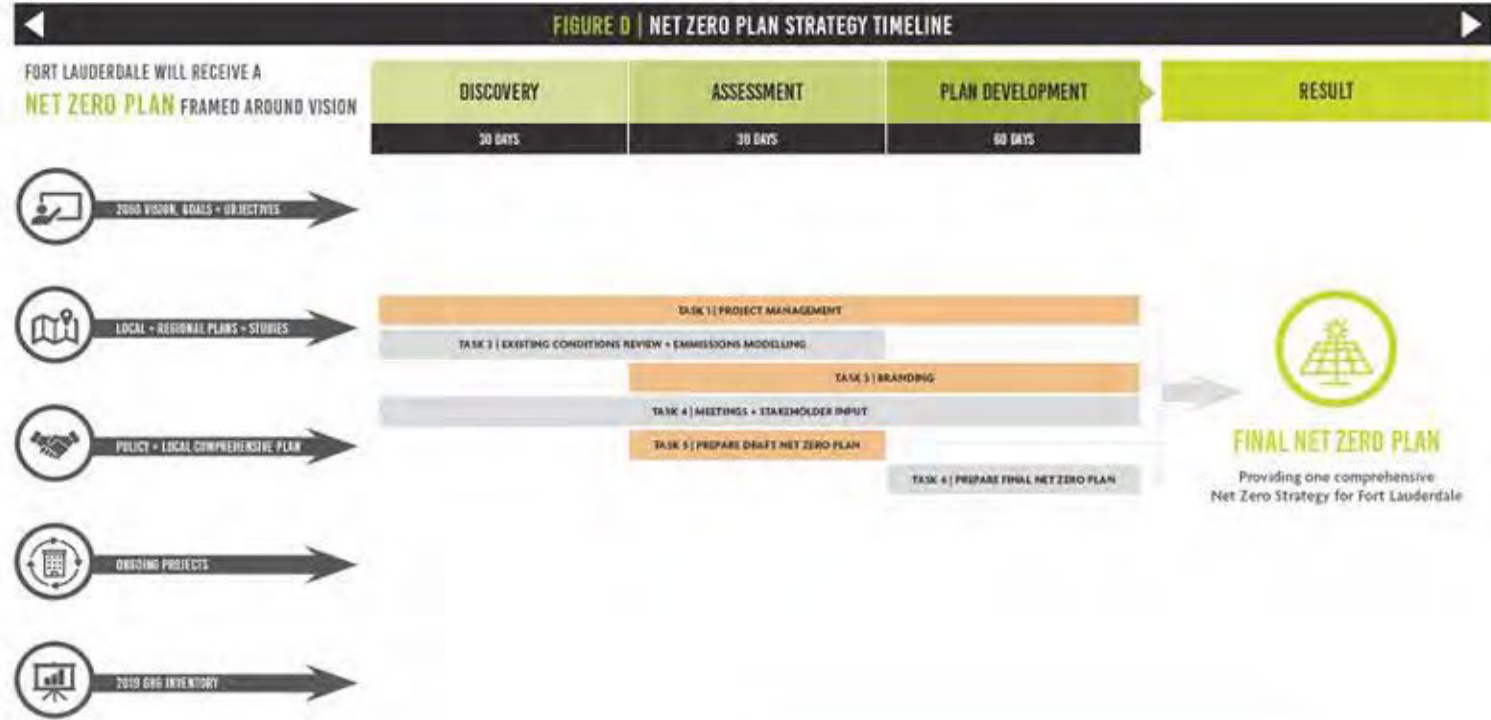 FIGURE D | NET ZERO PLAN STRATEGY TIMELINE
FORT LAUDERDALE WILL RECEIVE A
NET ZERO PLAN FRAMED AROUND VISION
DISCOVERY
ASSESSMENT
PLAN DEVELOPMENT
RESULT
30 DAYS
30 DAYS
60 DAYS
VISION, GOALS + OBJECTIVES
LOCAL + REGIONAL PLANS + STUDIES
POLICY + LOCAL COMPREHENSIVE PLAN
ONGOING PROJECTS
2019 GHG INVENTORY
TASK 1 | PROJECT MANAGEMENT
TASK 2 | EXISTING CONDITIONS REVIEW + EMMISSIONS MODELLING
TASK 3 | BRANDING
TASK 4 | MEETINGS + STAKEHOLDER INPUT
TASK 5 | PREPARE DRAFT NET ZERO PLAN
TASK 6 | PREPARE FINAL NET ZERO PLAN
FINAL NET ZERO PLAN
Providing one comprehensive
Net Zero Strategy for Fort Lauderdale